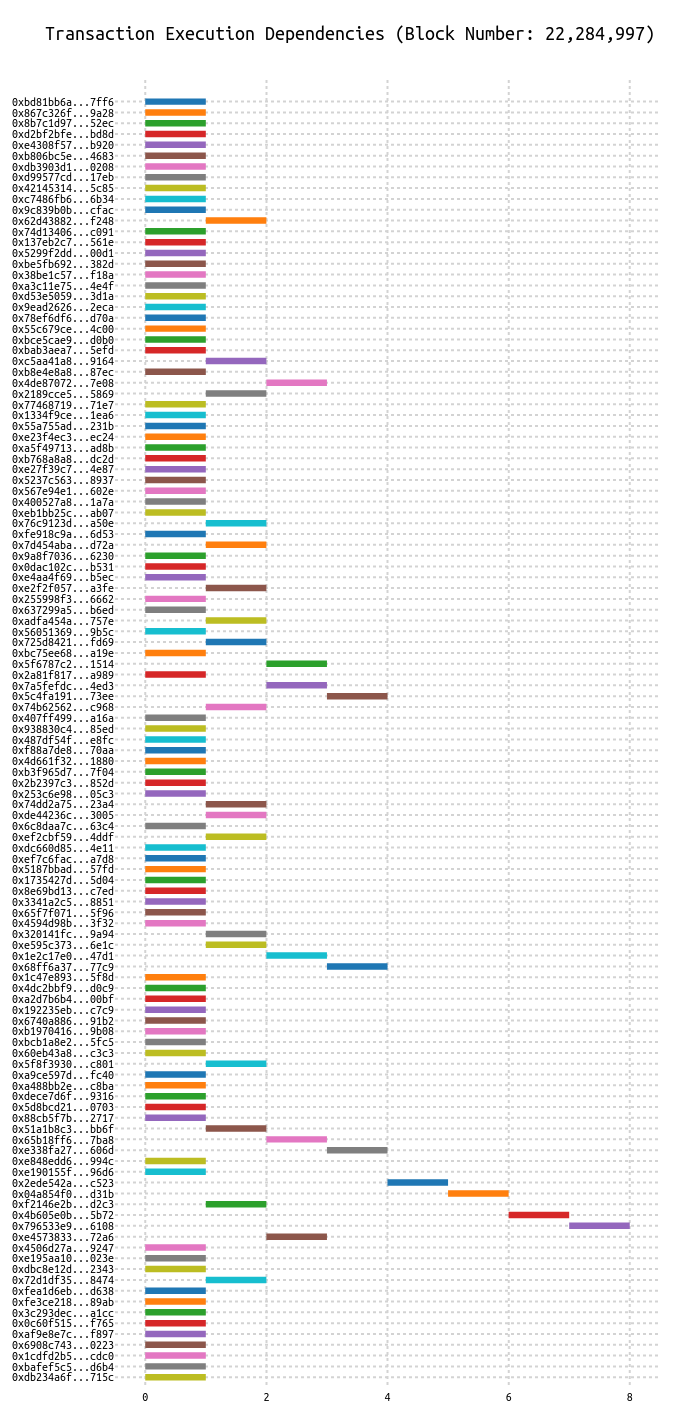 Transaction Execution Dependencies (Block Number: 22,284,997)
0xbd81bb6a...7ff6
0x867c326f...9a28
0x8b7c1d97...52ec
0xd2bf2bfe...bd8d
0xe4308f57...b920
0xb806bc5e...4683
0xdb3903d1...0208
0xd99577cd...17eb
0x42145314...5c85
0xc7486fb6...6b34
0x9c839b0b...cfac
0x62d43882...f248
0x74d13406...c091
0x137eb2c7...561e
0x5299f2dd...00d1
0xbe5fb692...382d
0x38be1c57...f18a
0xa3c11e75...4e4f
0xd53e5059...3d1a
0x9ead2626...2eca
0x78ef6df6...d70a
0x55c679ce...4c00
0xbce5cae9...d0b0
0xbab3aea7...5efd
0xc5aa41a8...9164
0xb8e4e8a8...87ec
0x4de87072...7e08
0x2189cce5...5869
0x77468719...71e7
0x1334f9ce...1ea6
0x55a755ad...231b
0xe23f4ec3...ec24
0xa5f49713...ad8b
0xb768a8a8...dc2d
0xe27f39c7...4e87
0x5237c563...8937
0x567e94e1...602e
0x400527a8...1a7a
0xeb1bb25c...ab07
0x76c9123d...a50e
0xfe918c9a...6d53
0x7d454aba...d72a
0x9a8f7036...6230
0x0dac102c...b531
0xe4aa4f69...b5ec
0xe2f2f057...a3fe
0x255998f3...6662
0x637299a5...b6ed
0xadfa454a...757e
0x56051369...9b5c
0x725d8421...fd69
0xbc75ee68...a19e
0x5f6787c2...1514
0x2a81f817...a989
0x7a5fefdc...4ed3
0x5c4fa191...73ee
0x74b62562...c968
0x407ff499...a16a
0x938830c4...85ed
0x487df54f...e8fc
0xf88a7de8...70aa
0x4d661f32...1880
0xb3f965d7...7f04
0x2b2397c3...852d
0x253c6e98...05c3
0x74dd2a75...23a4
0xde44236c...3005
0x6c8daa7c...63c4
0xef2cbf59...4ddf
0xdc660d85...4e11
0xef7c6fac...a7d8
0x5187bbad...57fd
0x1735427d...5d04
0x8e69bd13...c7ed
0x3341a2c5...8851
0x65f7f071...5f96
0x4594d98b...3f32
0x320141fc...9a94
0xe595c373...6e1c
0x1e2c17e0...47d1
0x68ff6a37...77c9
0x1c47e893...5f8d
0x4dc2bbf9...d0c9
0xa2d7b6b4...00bf
0x192235eb...c7c9
0x6740a886...91b2
0xb1970416...9b08
0xbcb1a8e2...5fc5
0x60eb43a8...c3c3
0x5f8f3930...c801
0xa9ce597d...fc40
0xa488bb2e...c8ba
0xdece7d6f...9316
0x5d8bcd21...0703
0x88cb5f7b...2717
0x51a1b8c3...bb6f
0x65b18ff6...7ba8
0xe338fa27...606d
0xe848edd6...994c
0xe190155f...96d6
0x2ede542a...c523
0x04a854f0...d31b
0xf2146e2b...d2c3
0x4b605e0b...5b72
0x796533e9...6108
0xe4573833...72a6
0x4506d27a...9247
0xe195aa10...023e
0xdbc8e12d...2343
0x72d1df35...8474
0xfea1d6eb...d638
0xfe3ce218...89ab
0x3c293dec...a1cc
0x0c60f515...f765
0xaf9e8e7c...f897
0x6908c743...0223
0x1cdfd2b5...cdc0
0xbafef5c5...d6b4
0xdb234a6f...715c
0 2 4 6 8